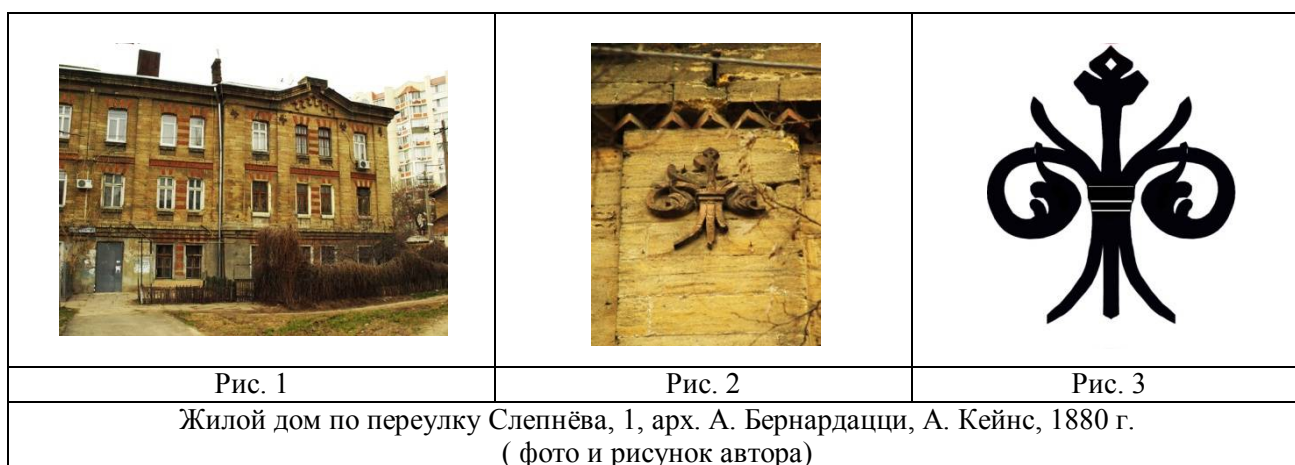 Рис. 1
Рис. 2
Рис. 3
Жилой дом по переулку Слепнёва, 1, арх. А. Бернардацци, А. Кейнс, 1880 г.
( фото и рисунок автора)